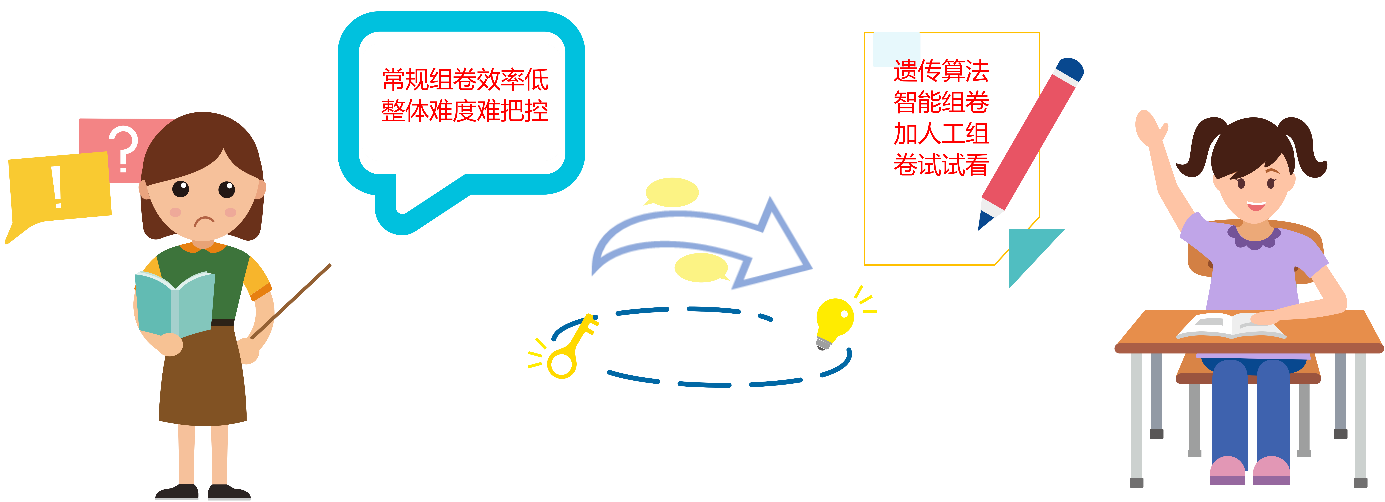 !
?
常规组卷效率低
整体难度难把控
遗传算法
智能组卷
加人工组
卷试试看